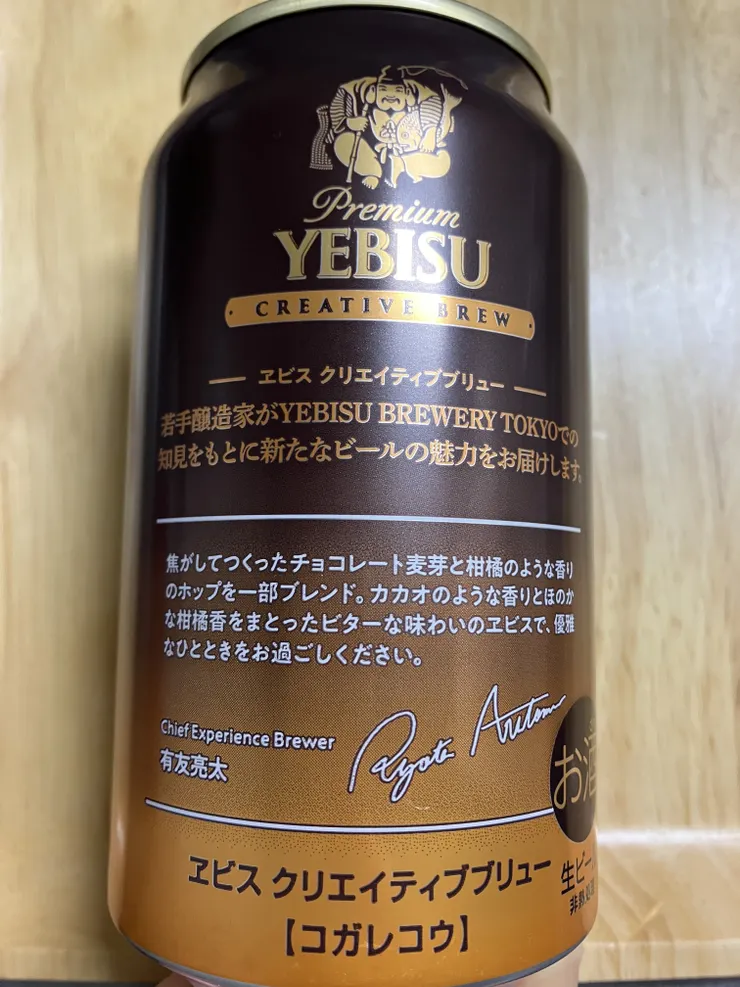 Premium
YEBISU
CREATIVE BREW
ヱビス クリエイティブブリュー
若手醸造家がYEBISU BREWERY TOKYOでの
知見をもとに新たなビールの魅力をお届けします。
焦がしてつくったチョコレート麦芽と柑橘のような香り
のホップを一部ブレンド。カカオのような香りとほのか
な柑橘香をまとったビターな味わいのヱビスで、優雅
なひとときをお過ごしください。
Chief Experience Brewer
有友亮太
Ryota Aritomo
お酒
ヱビス クリエイティブブリュー
【コガレコウ】
生ビー
非熱処理